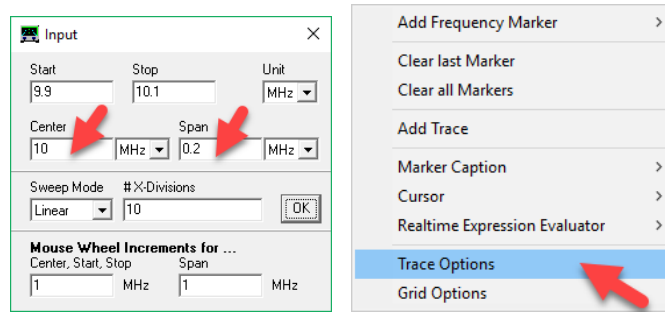 Input
Start Stop Unit
9.9 10.1 MHz
Center Span
10 MHz 0.2 MHz
Sweep Mode #X-Divisions
Linear 10 OK
Mouse Wheel Increments for ...
Center, Start, Stop Span
1 MHz 1 MHz
Add Frequency Marker
Clear last Marker
Clear all Markers
Add Trace
Marker Caption
Cursor
Realtime Expression Evaluator
Trace Options
Grid Options